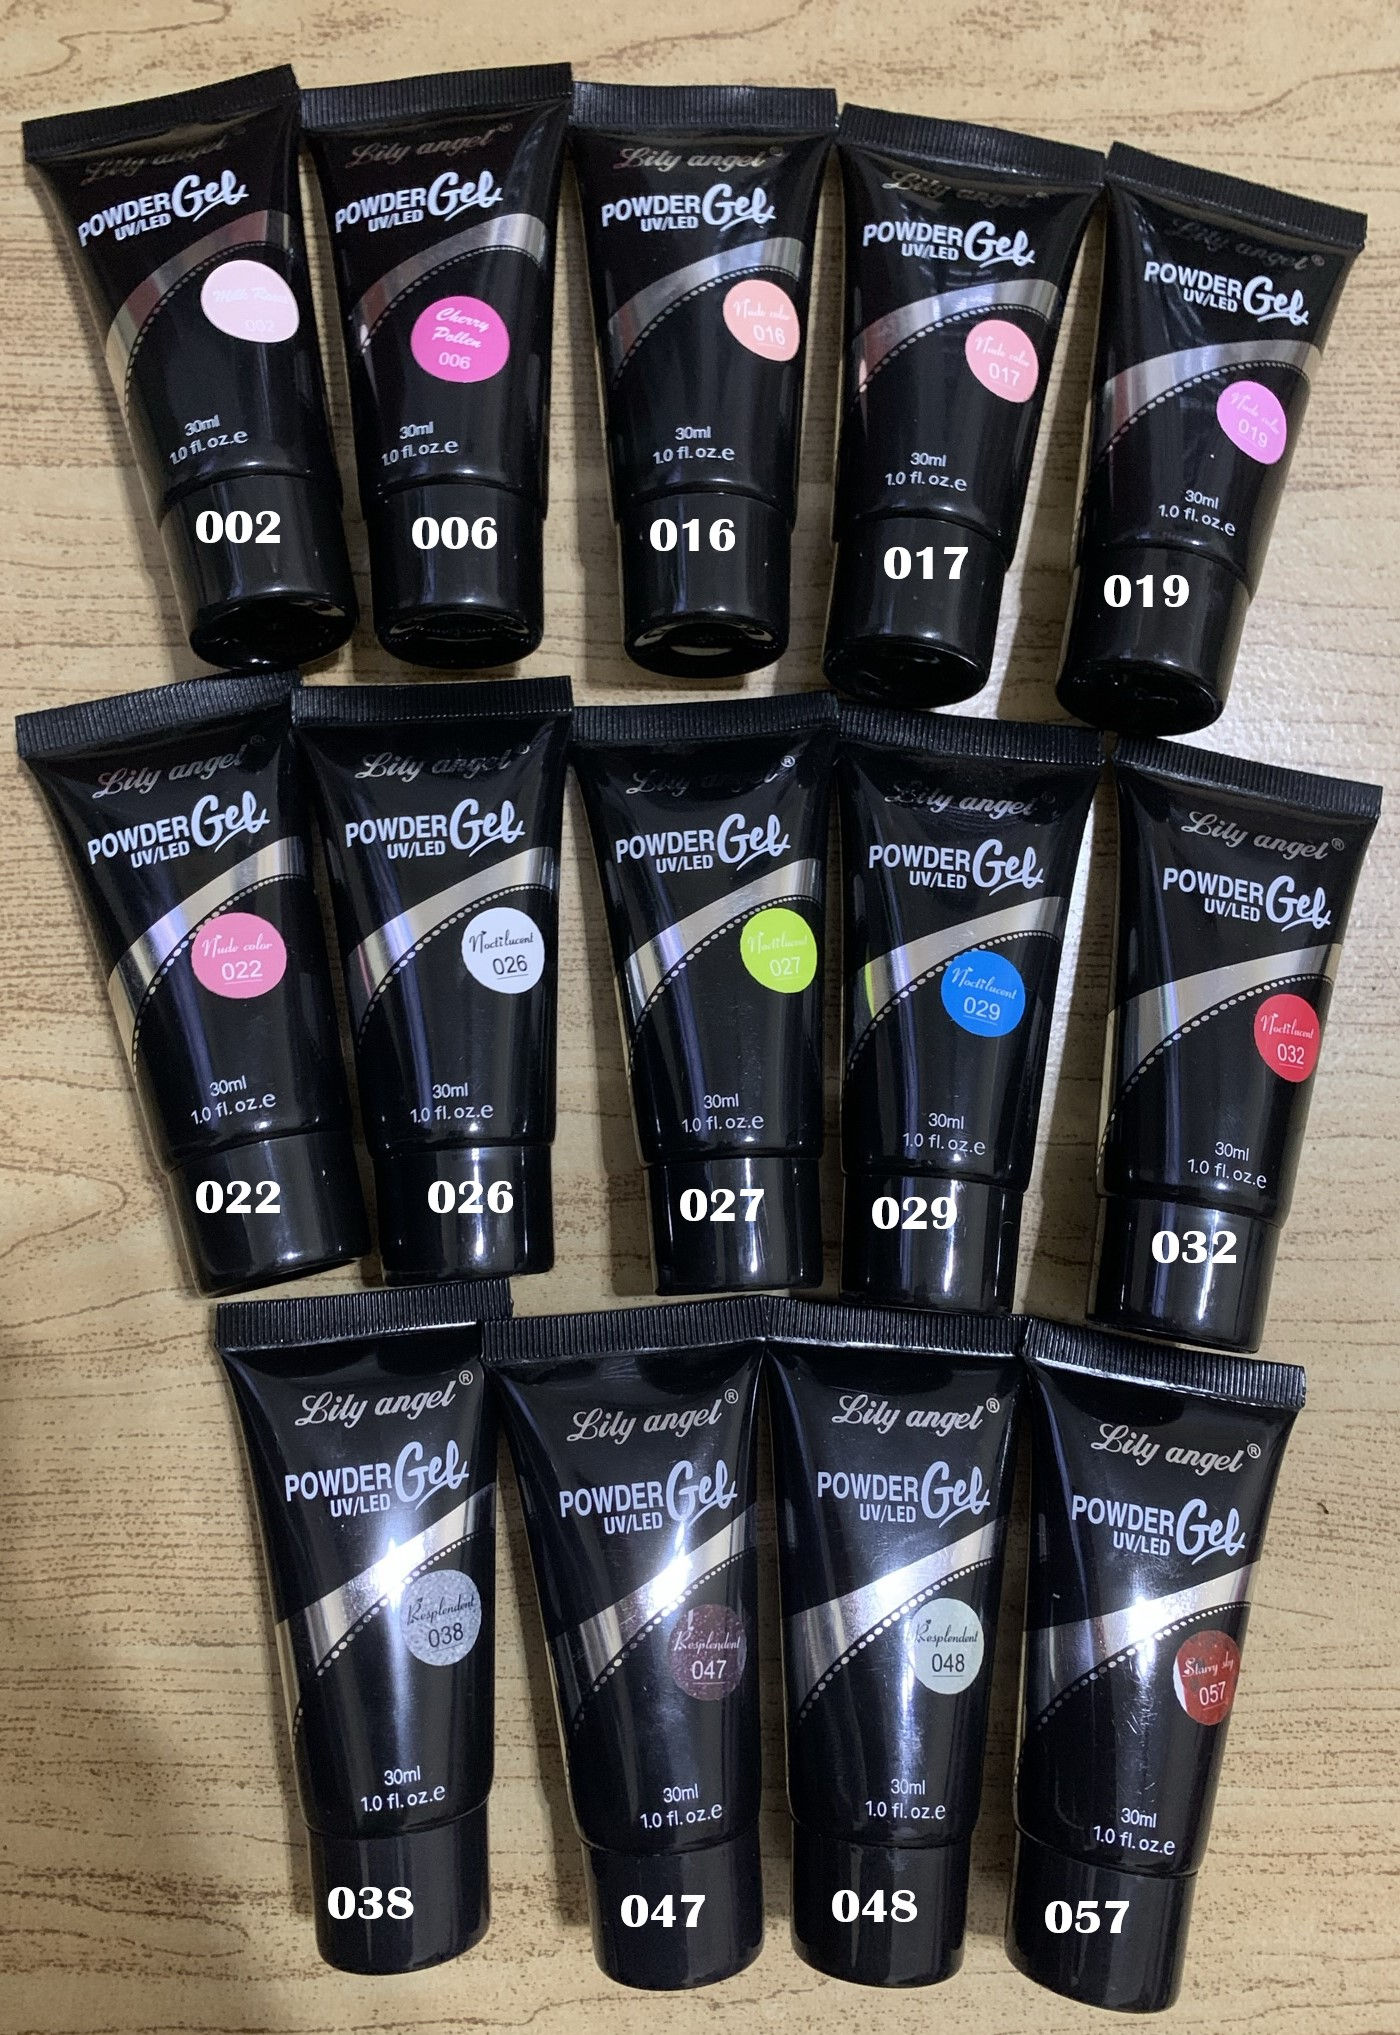 Lily angel®
POWDER Gel
UV/LED
Milk Rose
002
30ml
1.0 fl.oz.e
002
Lily angel®
POWDER Gel
UV/LED
Cherry
Pollen
006
30ml
1.0 fl.oz.e
006
Lily angel®
POWDER Gel
UV/LED
Nude color
016
30ml
1.0 fl.oz.e
016
Lily angel®
POWDER Gel
UV/LED
Nude color
017
30ml
1.0 fl.oz.e
017
Lily angel®
POWDER Gel
UV/LED
Nude color
019
30ml
1.0 fl.oz.e
019
Lily angel®
POWDER Gel
UV/LED
Nude color
022
30ml
1.0 fl.oz.e
022
Lily angel®
POWDER Gel
UV/LED
Noctilucent
026
30ml
1.0 fl.oz.e
026
Lily angel®
POWDER Gel
UV/LED
Noctilucent
027
30ml
1.0 fl.oz.e
027
Lily angel®
POWDER Gel
UV/LED
Noctilucent
029
30ml
1.0 fl.oz.e
029
Lily angel®
POWDER Gel
UV/LED
Noctilucent
032
30ml
1.0 fl.oz.e
032
Lily angel®
POWDER Gel
UV/LED
Resplendent
038
30ml
1.0 fl.oz.e
038
Lily angel®
POWDER Gel
UV/LED
Resplendent
047
30ml
1.0 fl.oz.e
047
Lily angel®
POWDER Gel
UV/LED
Resplendent
048
30ml
1.0 fl.oz.e
048
Lily angel®
POWDER Gel
UV/LED
Starry sky
057
30ml
1.0 fl.oz.e
057